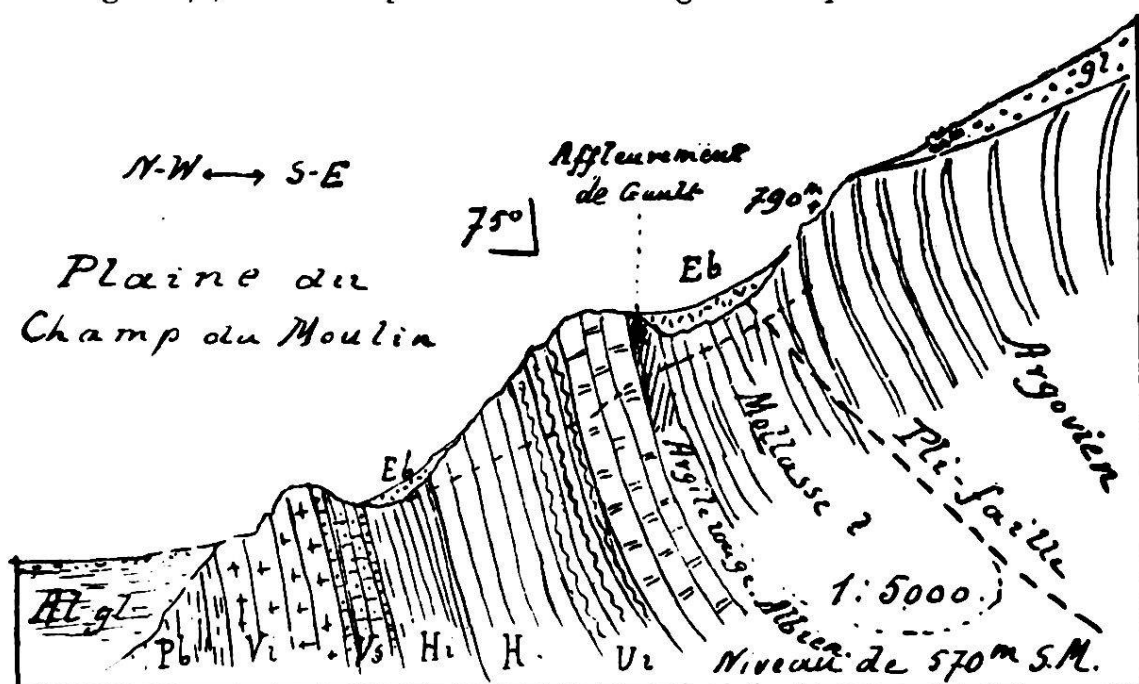 gl.
N-W ⟷ S-E
Affleurement
de Gault
790m
75°
Plaine du
Champ du Moulin
Eb
Eb
Argovien
Pli-faille
Mollasse ?
Argile rouge.
Albien.
1:5000.
Al. gl.
Pb Vi Vs Hi H. Ui
Niveau de 570m S.M.